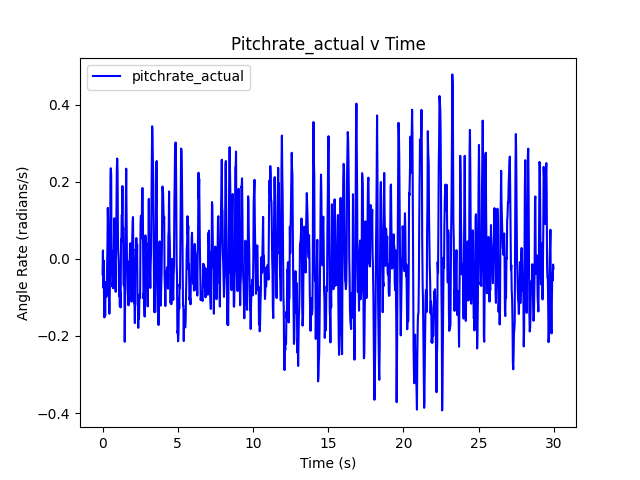 Pitchrate_actual v Time
pitchrate_actual
Angle Rate (radians/s)
0.4
0.2
0.0
−0.2
−0.4
0 5 10 15 20 25 30
Time (s)